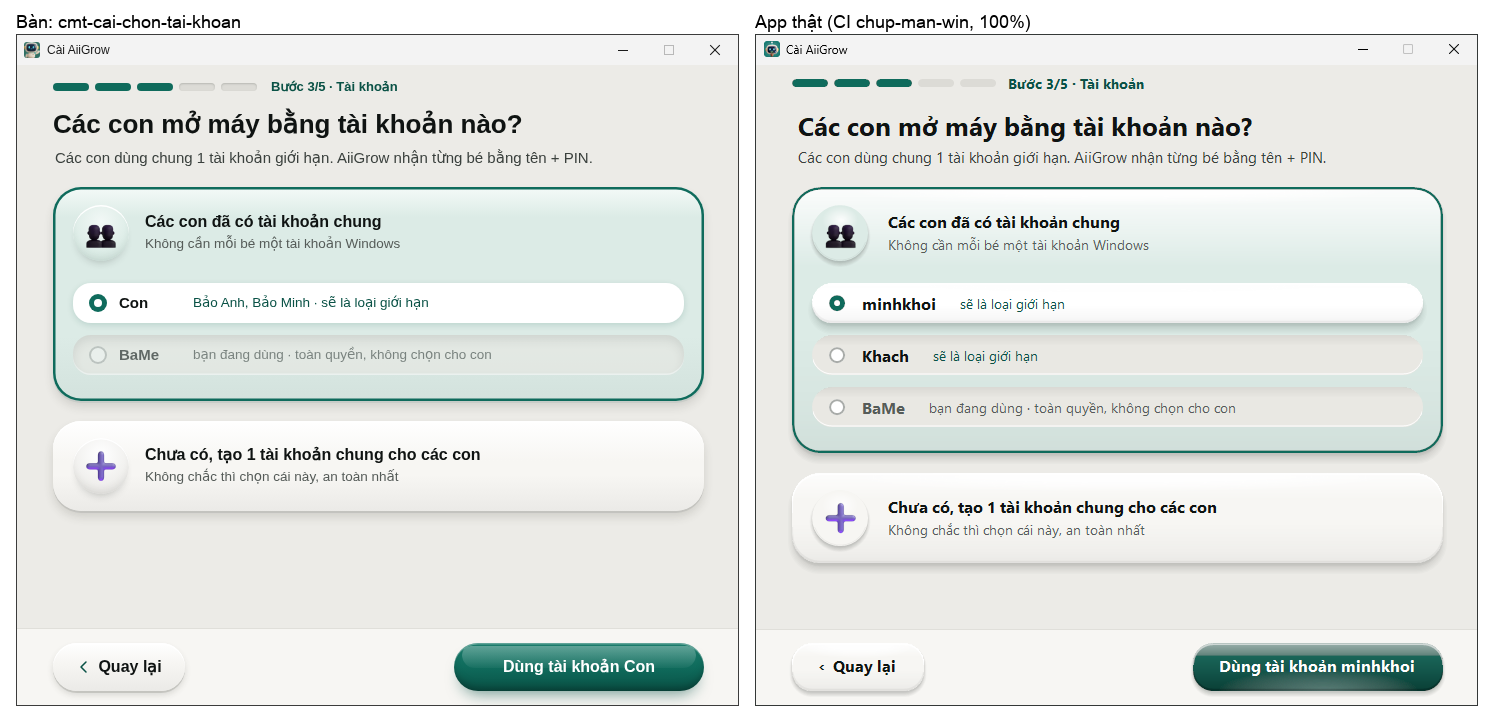 Bàn: cmt-cai-chon-tai-khoan
Cài AiiGrow
Bước 3/5 · Tài khoản
Các con mở máy bằng tài khoản nào?
Các con dùng chung 1 tài khoản giới hạn. AiiGrow nhận từng bé bằng tên + PIN.
Các con đã có tài khoản chung
Không cần mỗi bé một tài khoản Windows
Con Bảo Anh, Bảo Minh · sẽ là loại giới hạn
BaMe bạn đang dùng · toàn quyền, không chọn cho con
Chưa có, tạo 1 tài khoản chung cho các con
Không chắc thì chọn cái này, an toàn nhất
Quay lại
Dùng tài khoản Con
App thật (CI chup-man-win, 100%)
Cài AiiGrow
Bước 3/5 · Tài khoản
Các con mở máy bằng tài khoản nào?
Các con dùng chung 1 tài khoản giới hạn. AiiGrow nhận từng bé bằng tên + PIN.
Các con đã có tài khoản chung
Không cần mỗi bé một tài khoản Windows
minhkhoi sẽ là loại giới hạn
Khach sẽ là loại giới hạn
BaMe bạn đang dùng · toàn quyền, không chọn cho con
Chưa có, tạo 1 tài khoản chung cho các con
Không chắc thì chọn cái này, an toàn nhất
‹ Quay lại
Dùng tài khoản minhkhoi